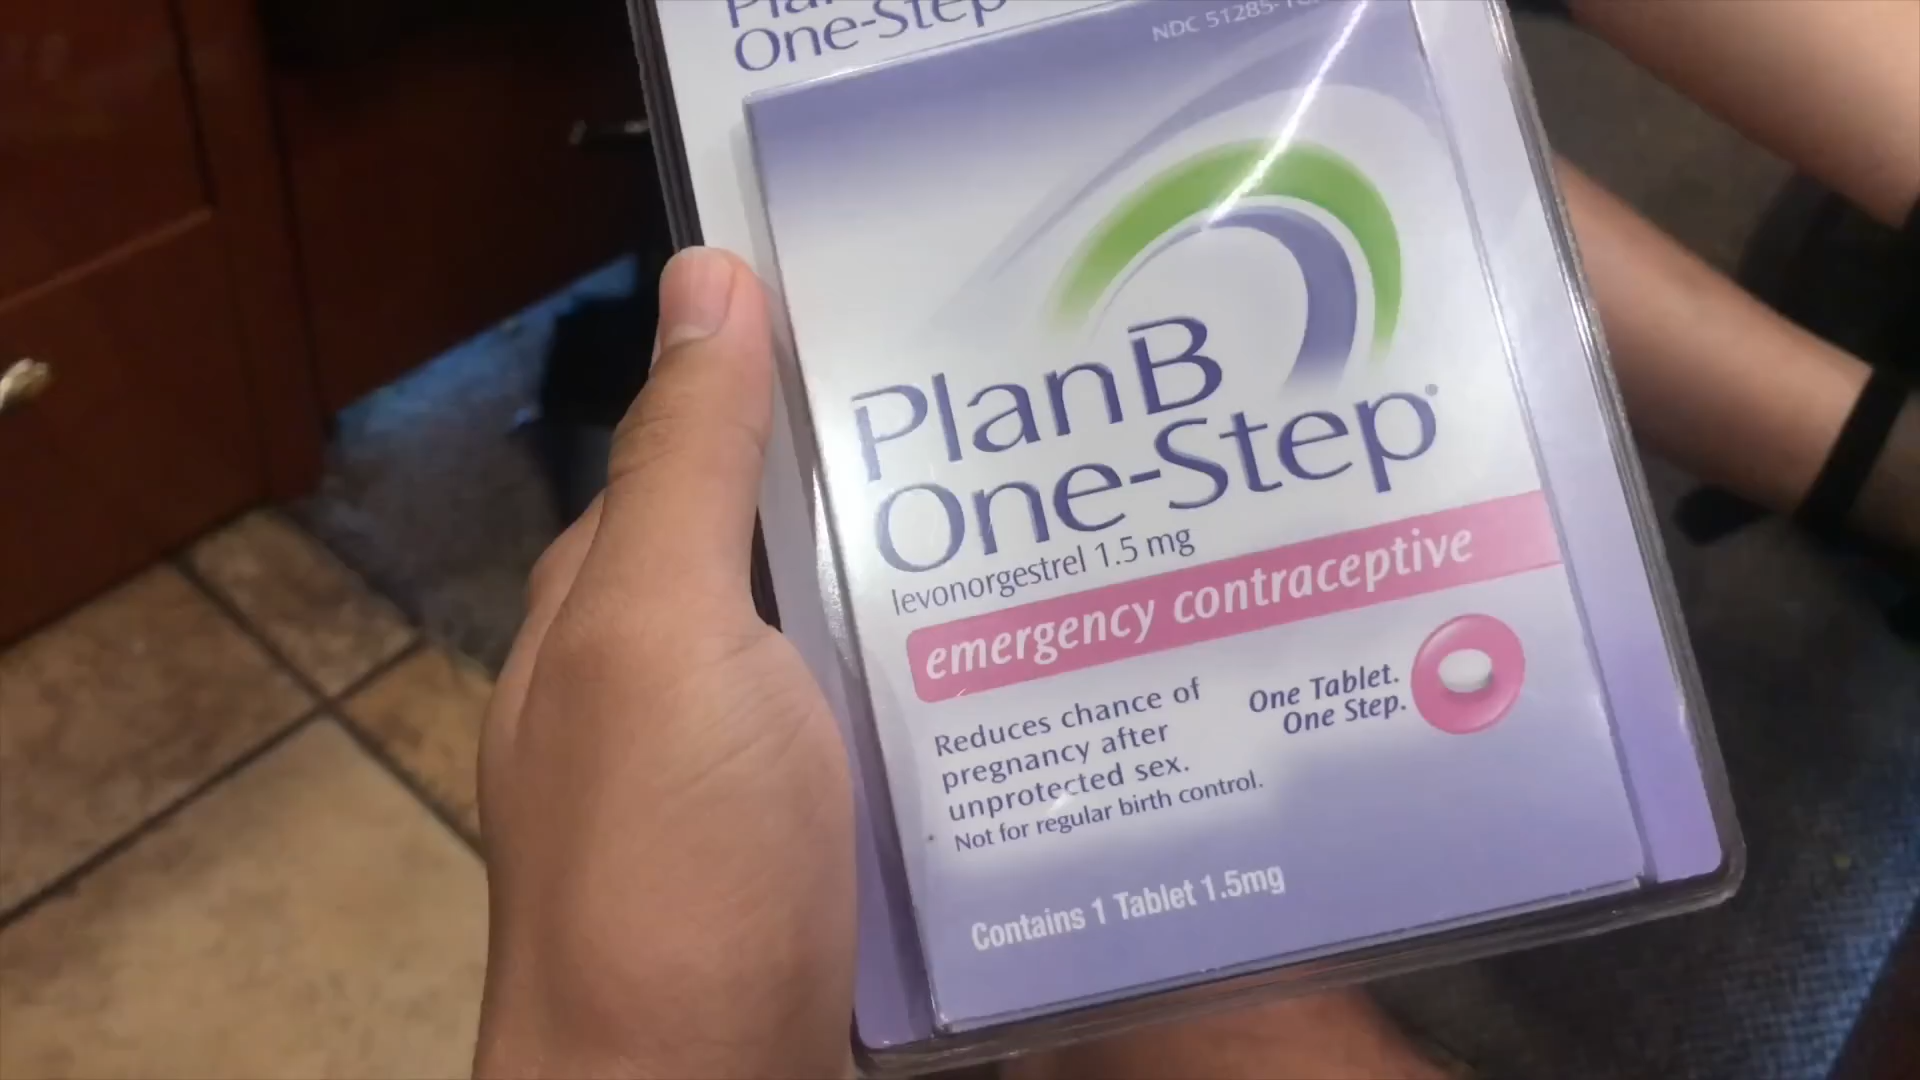 One-Step
NDC 51285-
Plan B
One-Step®
levonorgestrel 1.5 mg
emergency contraceptive
Reduces chance of
pregnancy after
unprotected sex.
Not for regular birth control.
One Tablet.
One Step.
Contains 1 Tablet 1.5mg